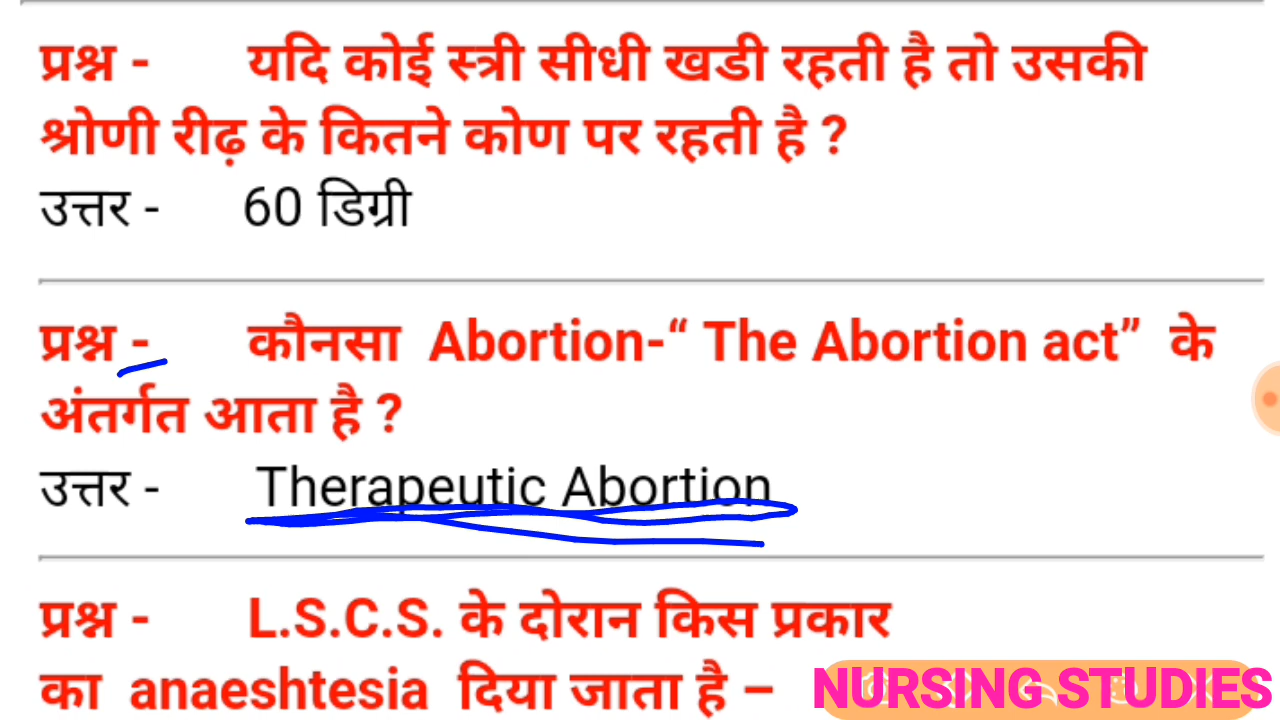 प्रश्न - यदि कोई स्त्री सीधी खडी रहती है तो उसकी
श्रोणी रीढ़ के कितने कोण पर रहती है ?
उत्तर - 60 डिग्री
प्रश्न - कौनसा Abortion-“ The Abortion act” के
अंतर्गत आता है ?
उत्तर - Therapeutic Abortion
प्रश्न - L.S.C.S. के दोरान किस प्रकार
का anaeshtesia दिया जाता है –
NURSING STUDIES